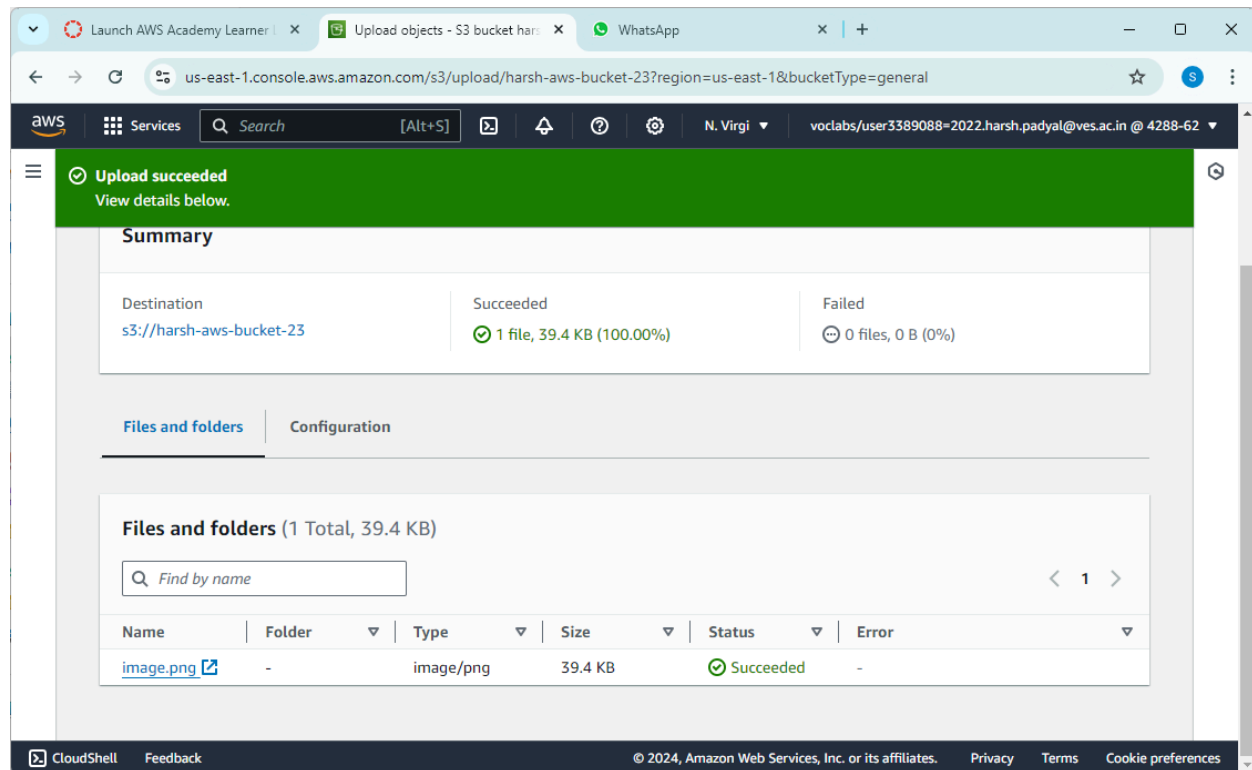 Launch AWS Academy Learner L
Upload objects - S3 bucket hars
WhatsApp
us-east-1.console.aws.amazon.com/s3/upload/harsh-aws-bucket-23?region=us-east-1&bucketType=general
S
aws
Services
Search [Alt+S]
N. Virgi
voclabs/user3389088=2022.harsh.padyal@ves.ac.in @ 4288-62
Upload succeeded
View details below.
Summary
Destination Succeeded Failed
s3://harsh-aws-bucket-23 1 file, 39.4 KB (100.00%) 0 files, 0 B (0%)
Files and folders Configuration
Files and folders (1 Total, 39.4 KB)
Find by name 1
Name Folder Type Size Status Error
image.png - image/png 39.4 KB Succeeded -
CloudShell Feedback © 2024, Amazon Web Services, Inc. or its affiliates. Privacy Terms Cookie preferences